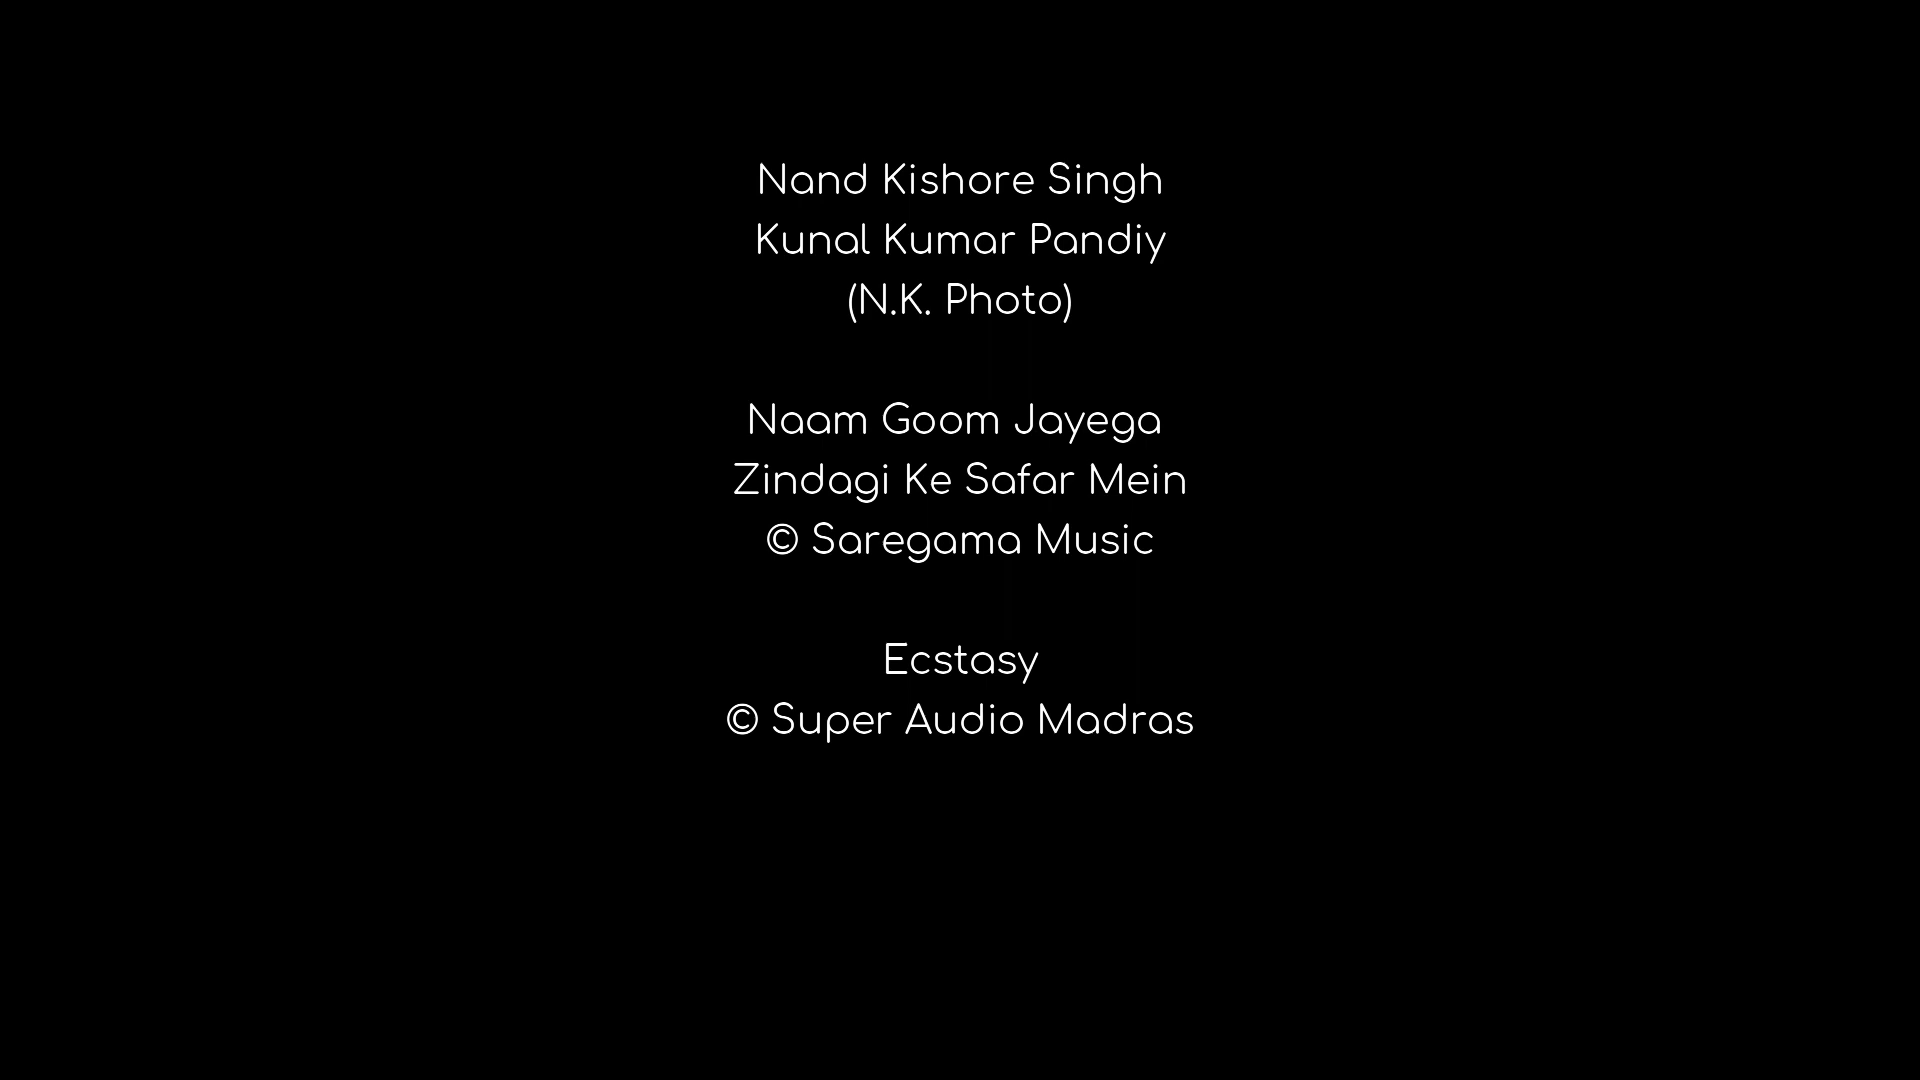 Nand Kishore Singh
Kunal Kumar Pandiy
(N.K. Photo)
Naam Goom Jayega
Zindagi Ke Safar Mein
© Saregama Music
Ecstasy
© Super Audio Madras